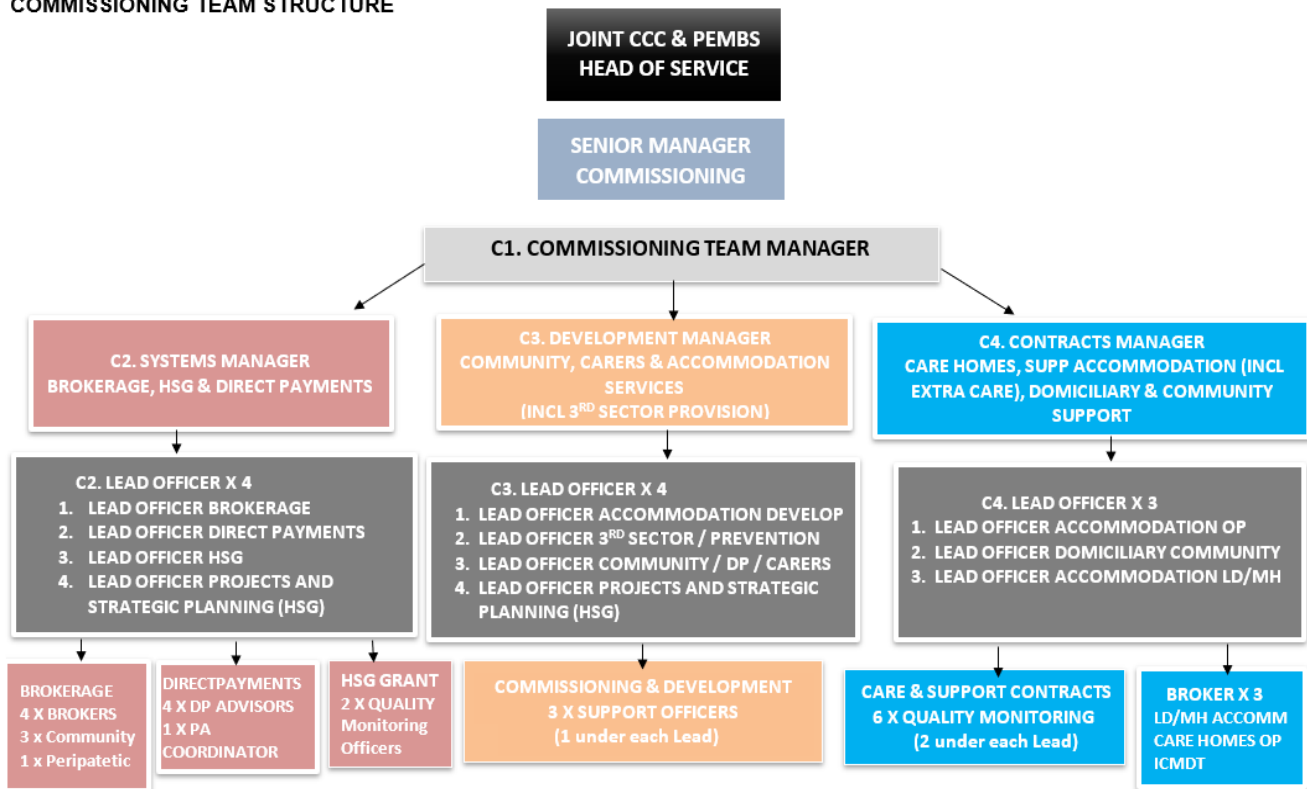 COMMISSIONING TEAM STRUCTURE
JOINT CCC & PEMBS
HEAD OF SERVICE
SENIOR MANAGER
COMMISSIONING
C1. COMMISSIONING TEAM MANAGER
C2. SYSTEMS MANAGER
BROKERAGE, HSG & DIRECT PAYMENTS
C3. DEVELOPMENT MANAGER
COMMUNITY, CARERS & ACCOMMODATION
SERVICES
(INCL 3RD SECTOR PROVISION)
C4. CONTRACTS MANAGER
CARE HOMES, SUPP ACCOMMODATION (INCL
EXTRA CARE), DOMICILIARY & COMMUNITY
SUPPORT
C2. LEAD OFFICER X 4
1. LEAD OFFICER BROKERAGE
2. LEAD OFFICER DIRECT PAYMENTS
3. LEAD OFFICER HSG
4. LEAD OFFICER PROJECTS AND
STRATEGIC PLANNING (HSG)
C3. LEAD OFFICER X 4
1. LEAD OFFICER ACCOMMODATION DEVELOP
2. LEAD OFFICER 3RD SECTOR / PREVENTION
3. LEAD OFFICER COMMUNITY / DP / CARERS
4. LEAD OFFICER PROJECTS AND STRATEGIC
PLANNING (HSG)
C4. LEAD OFFICER X 3
1. LEAD OFFICER ACCOMMODATION OP
2. LEAD OFFICER DOMICILIARY COMMUNITY
3. LEAD OFFICER ACCOMMODATION LD/MH
BROKERAGE
4 X BROKERS
3 x Community
1 x Peripatetic
DIRECTPAYMENTS
4 X DP ADVISORS
1 X PA
COORDINATOR
HSG GRANT
2 X QUALITY
Monitoring
Officers
COMMISSIONING & DEVELOPMENT
3 X SUPPORT OFFICERS
(1 under each Lead)
CARE & SUPPORT CONTRACTS
6 X QUALITY MONITORING
(2 under each Lead)
BROKER X 3
LD/MH ACCOMM
CARE HOMES OP
ICMDT